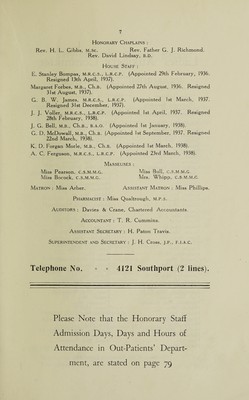 7
Honorary Chaplains :
Rev. H. L. Gibbs, M.SC. Rev. Father G. J. Richmond.
Rev. David Lindsay, B.D.
House Staff :
E. Stanley Bompas, M.R.C.S., L.R.C.P. (Appointed 29th February, 1936.
Resigned 13th April, 1937).
Margaret Forbes, M.B., Ch.B. (Appointed 27th August, 1936. Resigned
31st August, 1937).
G. B. W. James, M.R.C.S., L.R.C.P. (Appointed 1st March, 1937.
Resigned 31st December, 1937).
J. J. Voller, M.R.C.S., L.R.C.P. (Appointed 1st April, 1937. Resigned
28th February, 1938).
J. G. Bell, M.B., Ch.B., B.A.O. (Appointed 1st January, 1938).
G. D. McDowall, M.B., Ch.B. (Appointed 1st September, 1937. Resigned
22nd March, 1938).
K. D. Forgan Morle, M.B., Ch.B. (Appointed 1st March, 1938).
A. C. Ferguson, M.R.C.S., L.R.C.P. (Appointed 23rd March, 1938).
Masseuses :
Miss Pearson, C.S.M.M.G. Miss Bell, C.S.M.M.G.
Miss Bocock, C.S.M.M.G. Miss Whipp, C.S.M.M.G.
Matron : Miss Arber. Assistant Matron : Miss Phillips.
Pharmacist : Miss Qualtrough, M.P.S.
Auditors : Davies & Crane, Chartered Accountants.
Accountant : T. R. Cummins.
Assistant Secretary : H. Paton Travis.
Superintendent and Secretary : J. H. Cross, J.P., F.I.A.C.
Telephone No. - - 4121 Southport (2 lines).
Please Note that the Honorary Staff
Admission Days, Days and Hours of
Attendance in Out-Patients' Depart-
ment, are stated on page 79